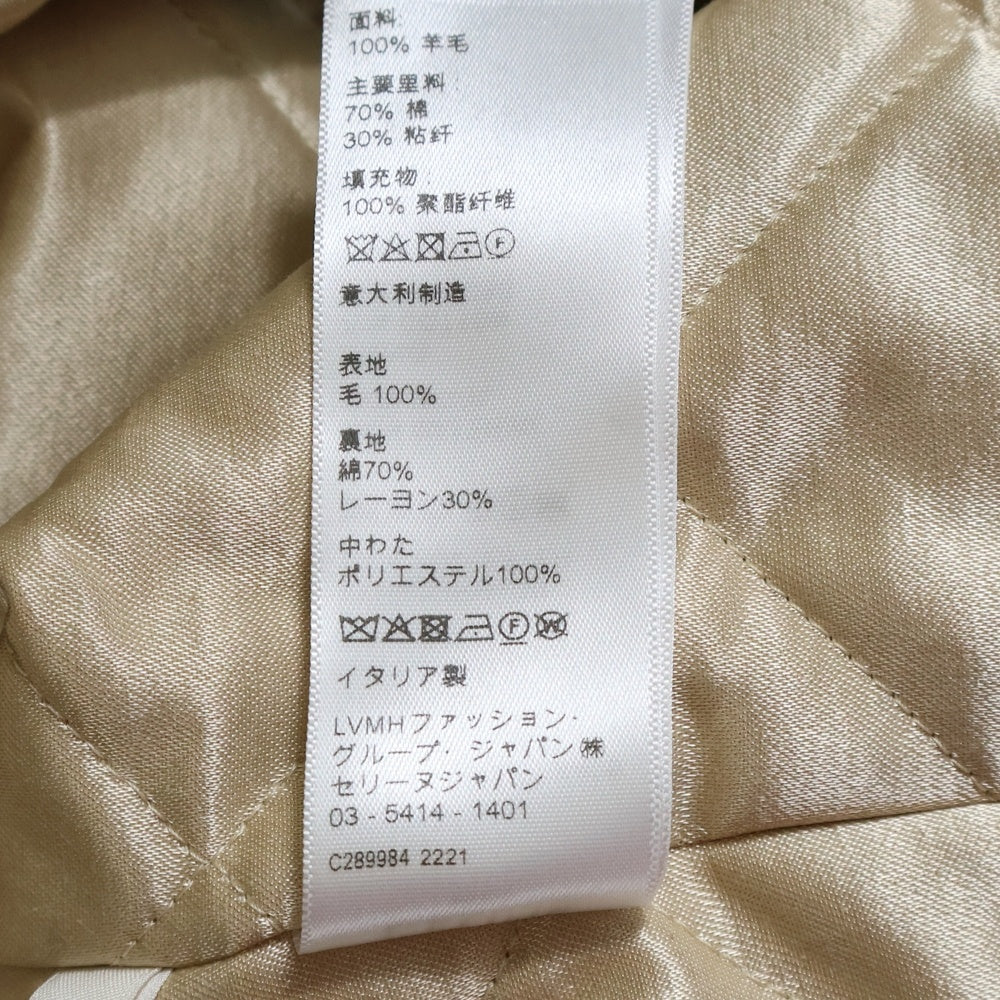 面料
100% 羊毛
主要里料
70% 棉
30% 粘纤
填充物
100% 聚酯纤维
F
意大利制造
表地
毛 100%
裏地
綿70%
レーヨン30%
中わた
ポリエステル100%
F W
イタリア製
LVMHファッション・
グループ・ジャパン㈱
セリーヌジャパン
03 - 5414 - 1401
C289984 2221